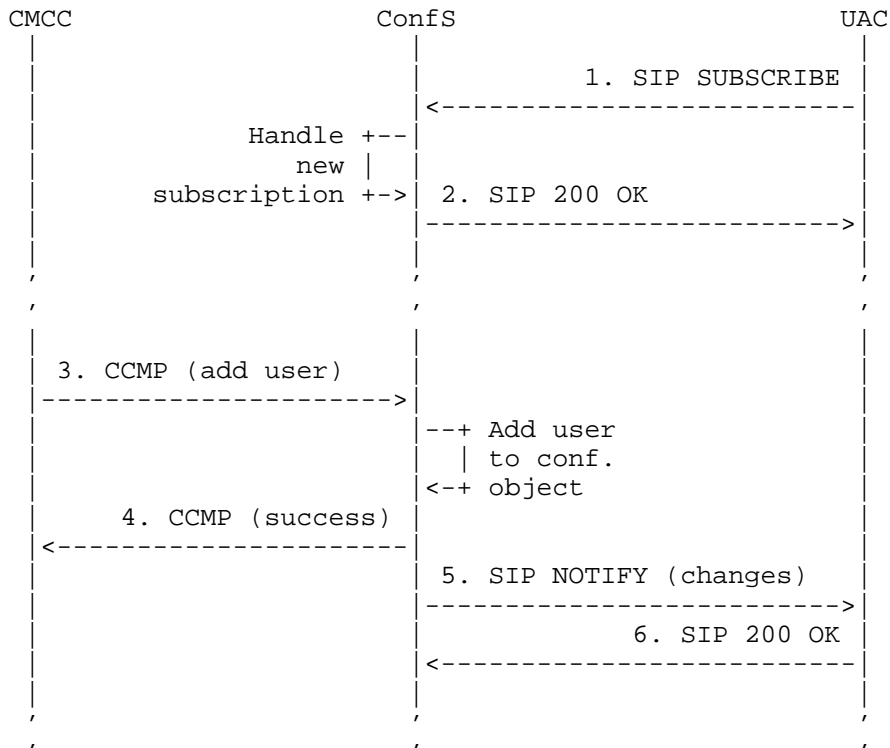 CMCC ConfS UAC
1. SIP SUBSCRIBE
Handle
new
subscription 2. SIP 200 OK
3. CCMP (add user)
Add user
to conf.
object
4. CCMP (success)
5. SIP NOTIFY (changes)
6. SIP 200 OK